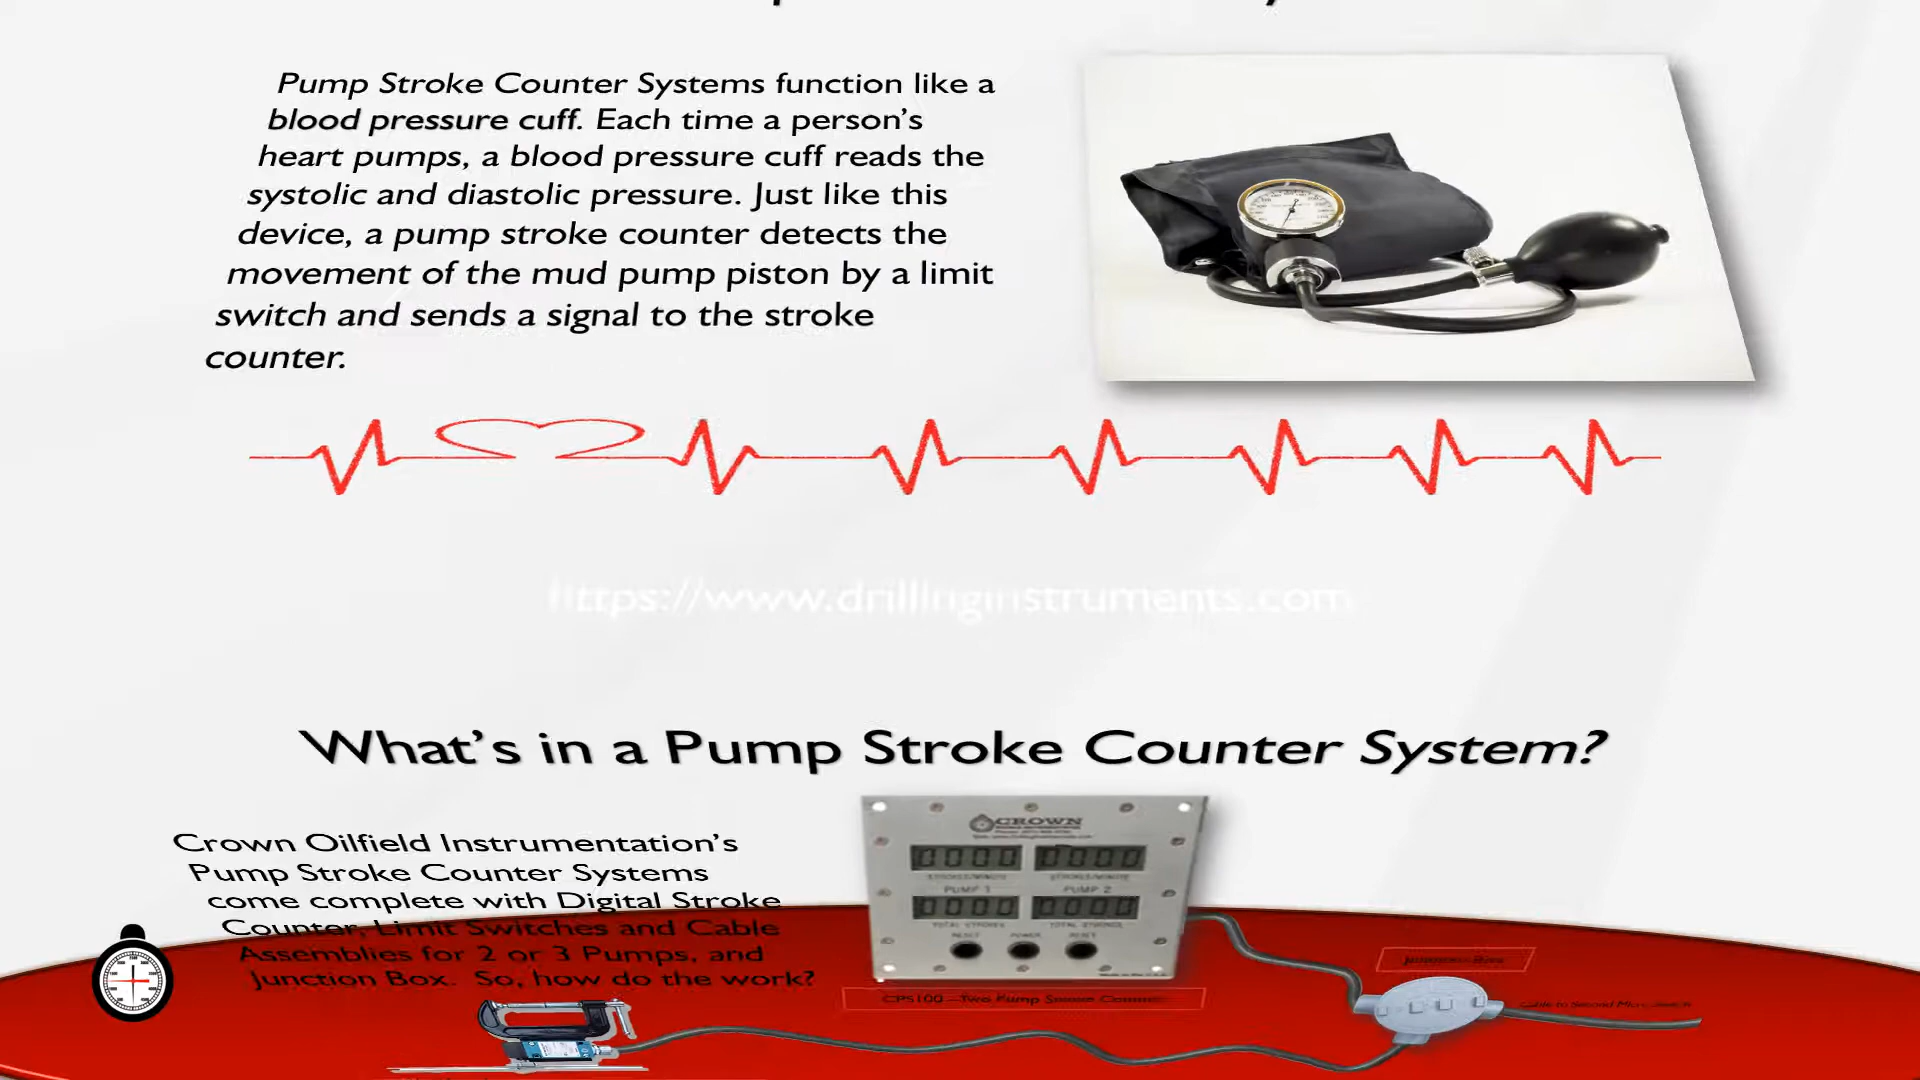 Pump Stroke Counter Systems function like a
blood pressure cuff. Each time a person's
heart pumps, a blood pressure cuff reads the
systolic and diastolic pressure. Just like this
device, a pump stroke counter detects the
movement of the mud pump piston by a limit
switch and sends a signal to the stroke
counter.
https://www.drillinginstruments.com
What's in a Pump Stroke Counter System?
Crown Oilfield Instrumentation's
Pump Stroke Counter Systems
come complete with Digital Stroke
Counter, Limit Switches and Cable
Assemblies for 2 or 3 Pumps, and
Junction Box. So, how do the work?
CROWN
0000 0000
STROKES/MINUTE STROKES/MINUTE
PUMP 1 PUMP 2
0000 0000
TOTAL STROKES TOTAL STROKES
RESET POWER RESET
CPS100—Two Pump Stroke Counter
Junction Box